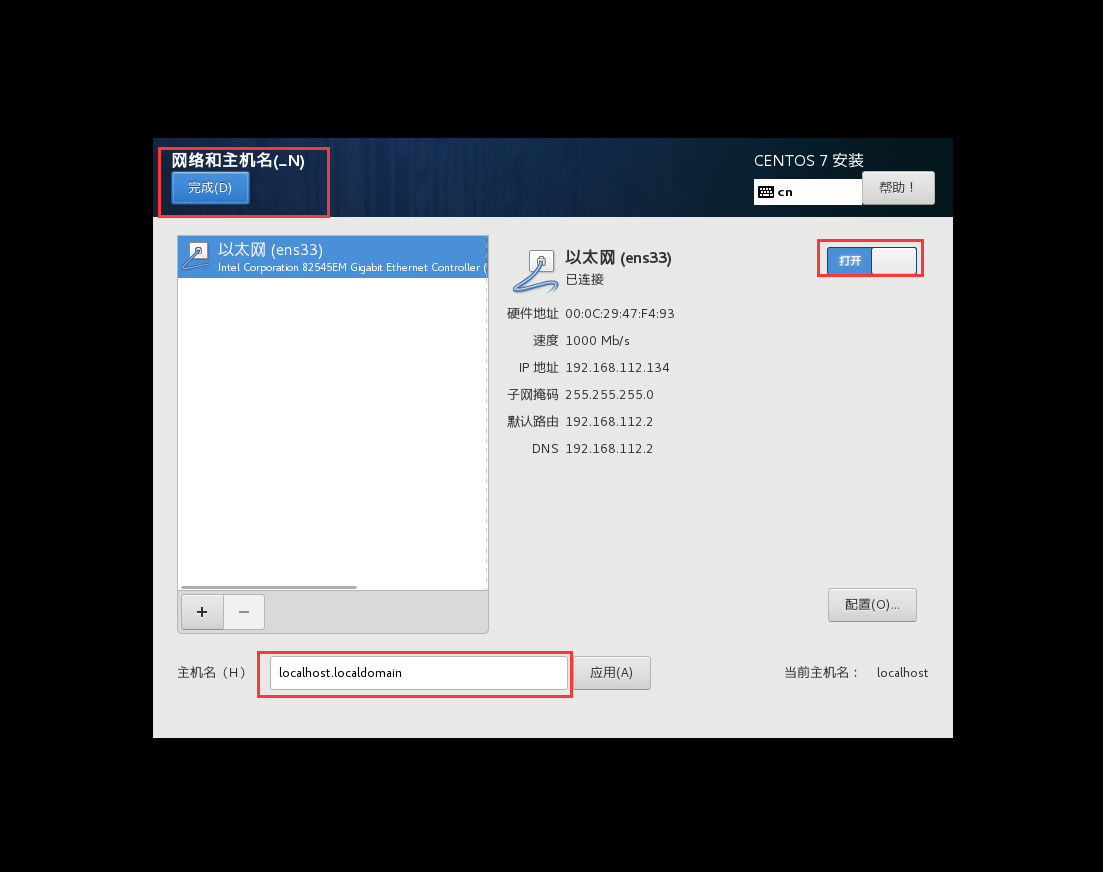 网络和主机名(_N)
完成(D)
CENTOS 7 安装
cn
帮助！
以太网 (ens33)
Intel Corporation 82545EM Gigabit Ethernet Controller (
以太网 (ens33)
已连接
打开
硬件地址 00:0C:29:47:F4:93
速度 1000 Mb/s
IP 地址 192.168.112.134
子网掩码 255.255.255.0
默认路由 192.168.112.2
DNS 192.168.112.2
+ −
配置(O)...
主机名（H） localhost.localdomain 应用(A) 当前主机名： localhost